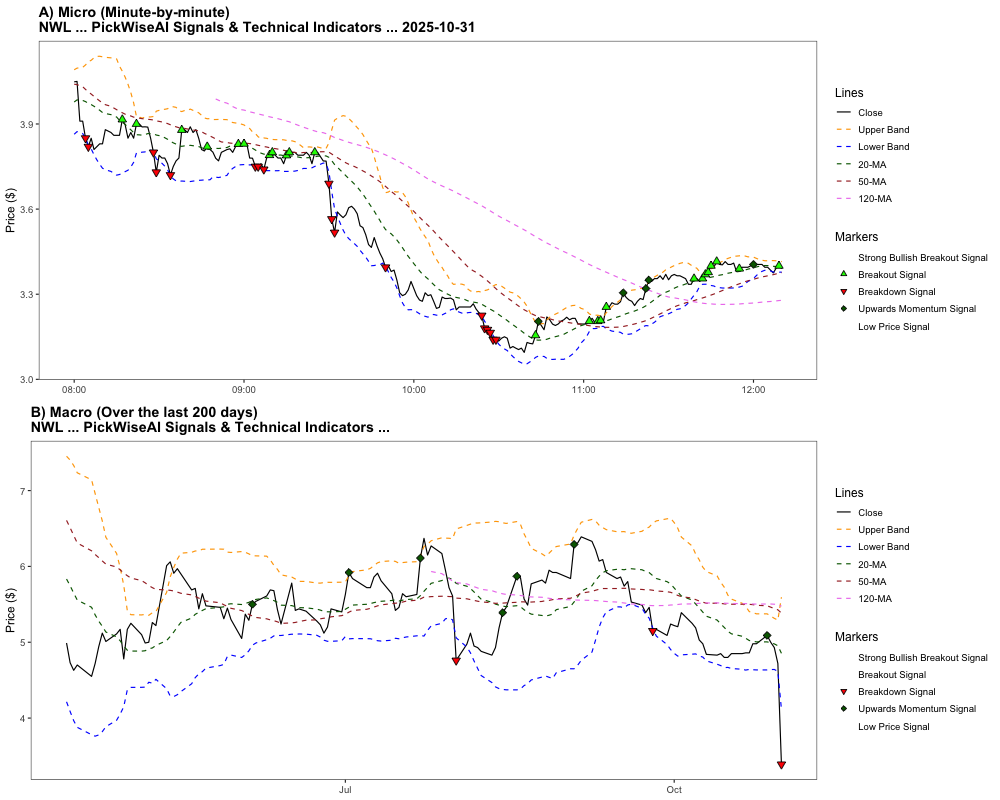 A) Micro (Minute-by-minute)
NWL ... PickWiseAI Signals & Technical Indicators ... 2025-10-31
Price ($)
3.9
3.6
3.3
3.0
08:00
09:00
10:00
11:00
12:00
Lines
Close
Upper Band
Lower Band
20-MA
50-MA
120-MA
Markers
Strong Bullish Breakout Signal
Breakout Signal
Breakdown Signal
Upwards Momentum Signal
Low Price Signal
B) Macro (Over the last 200 days)
NWL ... PickWiseAI Signals & Technical Indicators ...
Price ($)
7
6
5
4
Jul
Oct
Lines
Close
Upper Band
Lower Band
20-MA
50-MA
120-MA
Markers
Strong Bullish Breakout Signal
Breakout Signal
Breakdown Signal
Upwards Momentum Signal
Low Price Signal